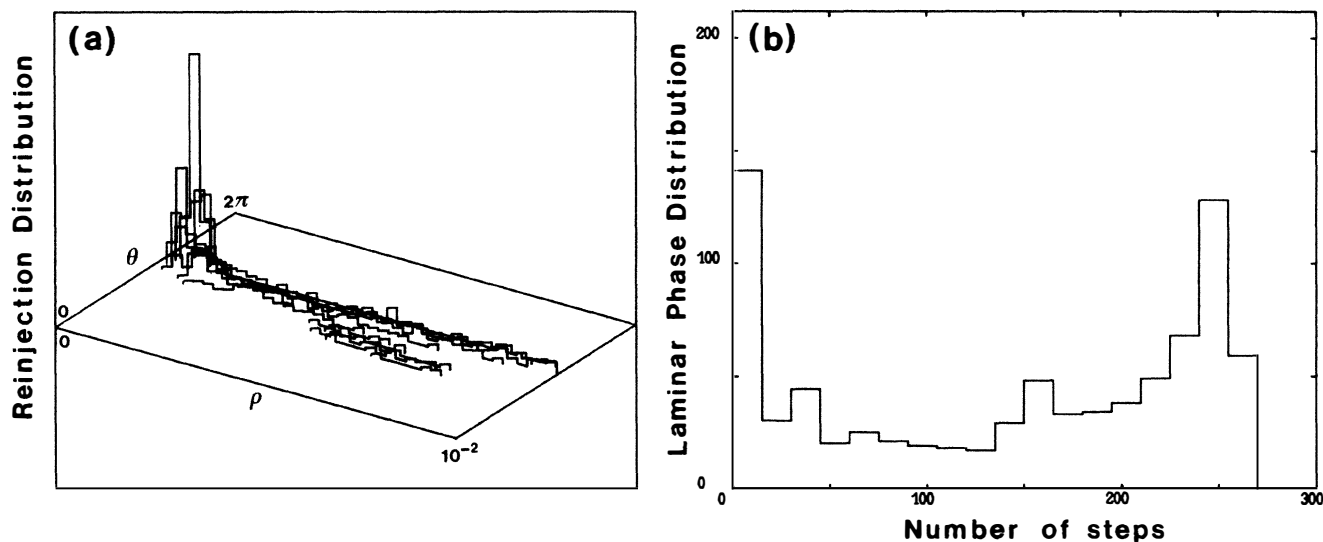 (a)
Reinjection Distribution
2π
θ
0
0
ρ
10⁻²
(b)
Laminar Phase Distribution
200
100
0
0
100
200
300
Number of steps